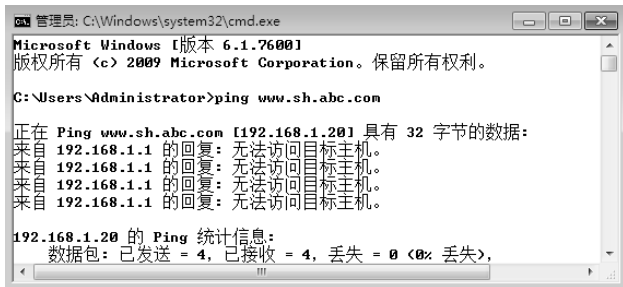 管理员: C:\Windows\system32\cmd.exe
Microsoft Windows [版本 6.1.7600]
版权所有 (c) 2009 Microsoft Corporation。保留所有权利。
C:\Users\Administrator>ping www.sh.abc.com
正在 Ping www.sh.abc.com [192.168.1.20] 具有 32 字节的数据:
来自 192.168.1.1 的回复: 无法访问目标主机。
来自 192.168.1.1 的回复: 无法访问目标主机。
来自 192.168.1.1 的回复: 无法访问目标主机。
来自 192.168.1.1 的回复: 无法访问目标主机。
192.168.1.20 的 Ping 统计信息:
数据包: 已发送 = 4, 已接收 = 4, 丢失 = 0 (0% 丢失),